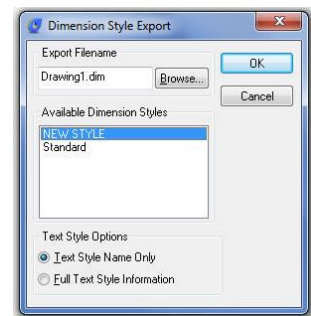 Dimension Style Export
Export Filename
Drawing1.dim
Browse...
OK
Cancel
Available Dimension Styles
NEW STYLE
Standard
Text Style Options
Text Style Name Only
Full Text Style Information